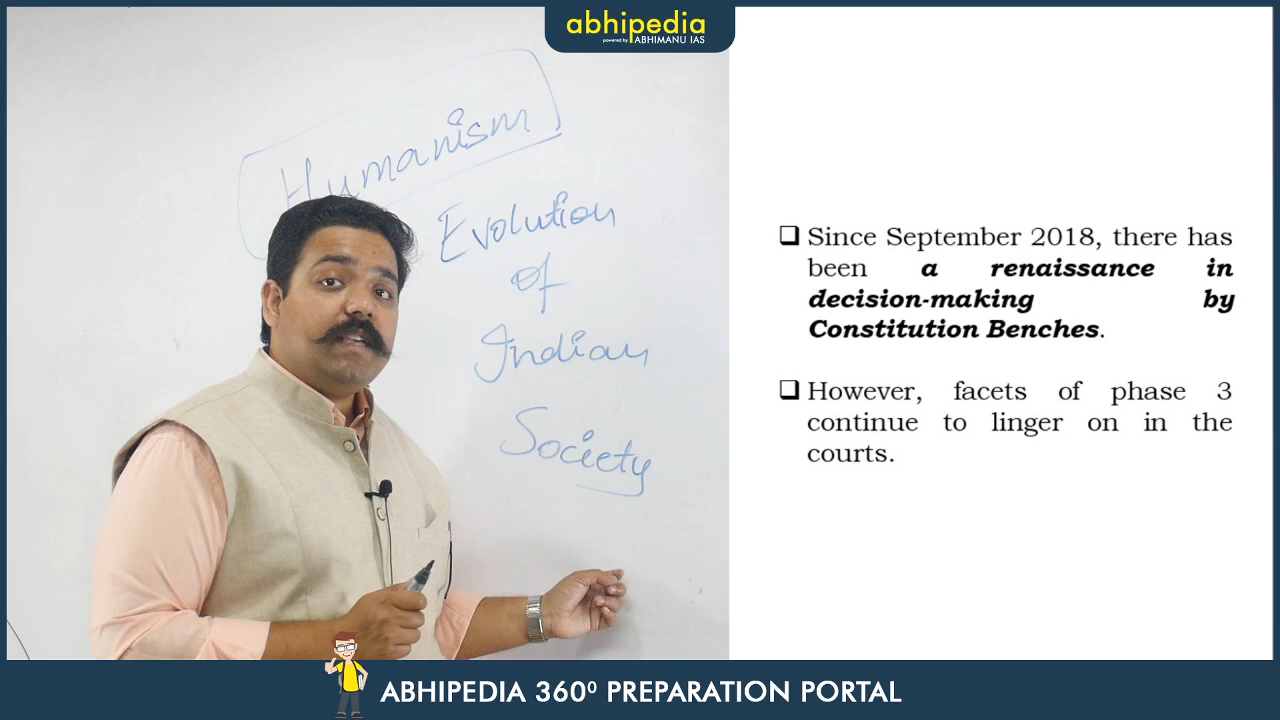 abhipedia
powered by ABHIMANU IAS
Humanism
Evolution
of
Indian
Society
❑ Since September 2018, there has
been a renaissance in
decision-making by
Constitution Benches.
❑ However, facets of phase 3
continue to linger on in the
courts.
ABHIPEDIA 360⁰ PREPARATION PORTAL